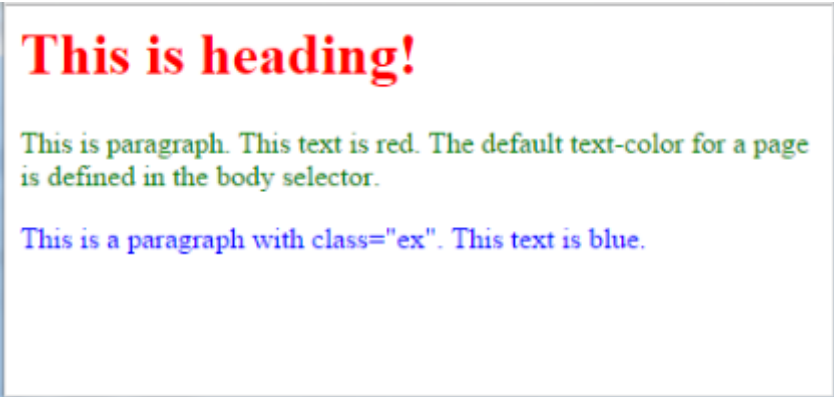 This is heading!
This is paragraph. This text is red. The default text-color for a page
is defined in the body selector.
This is a paragraph with class="ex". This text is blue.